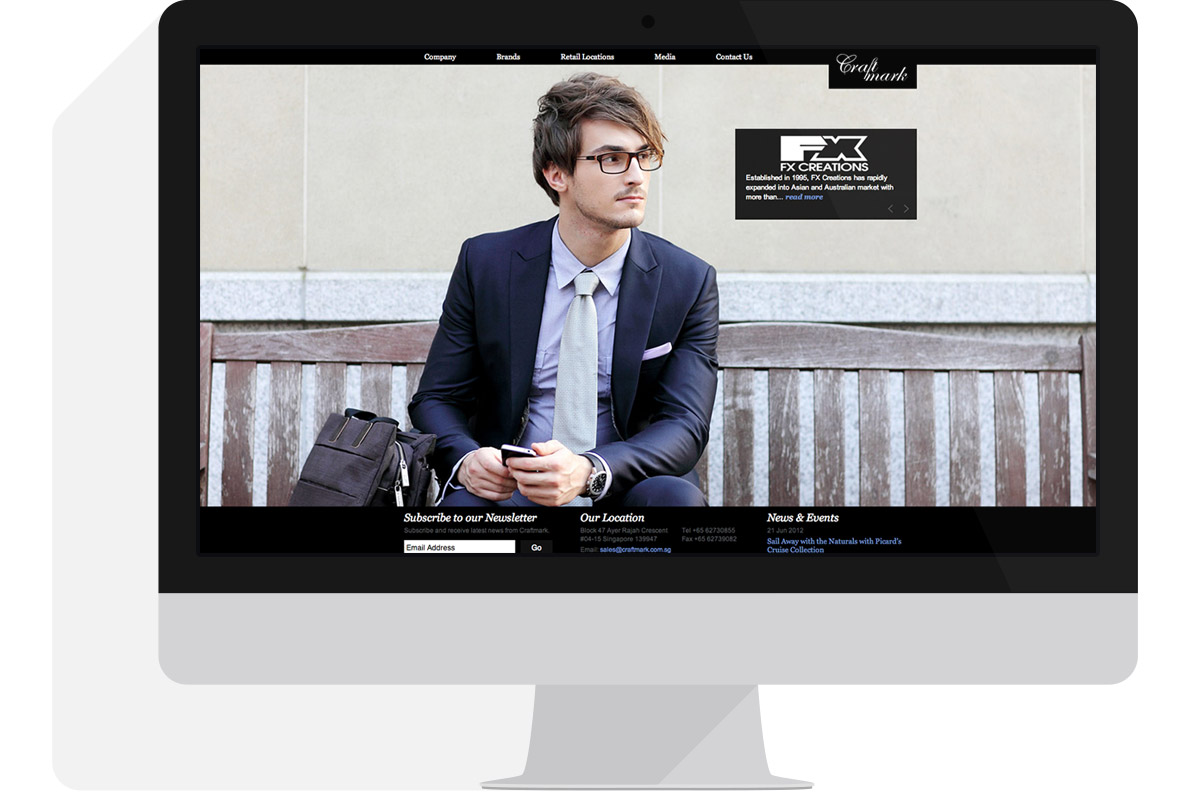 Company Brands Retail Locations Media Contact Us
Craft
mark
FX
FX CREATIONS
Established in 1995, FX Creations has rapidly
expanded into Asian and Australian market with
more than... read more
Subscribe to our Newsletter
Subscribe and receive latest news from Craftmark.
Email Address Go
Our Location
Block 47 Ayer Rajah Crescent
#04-15 Singapore 139947
Email: sales@craftmark.com.sg
Tel +65 62730855
Fax +65 62739082
News & Events
21 Jun 2012
Sail Away with the Naturals with Picard's
Cruise Collection